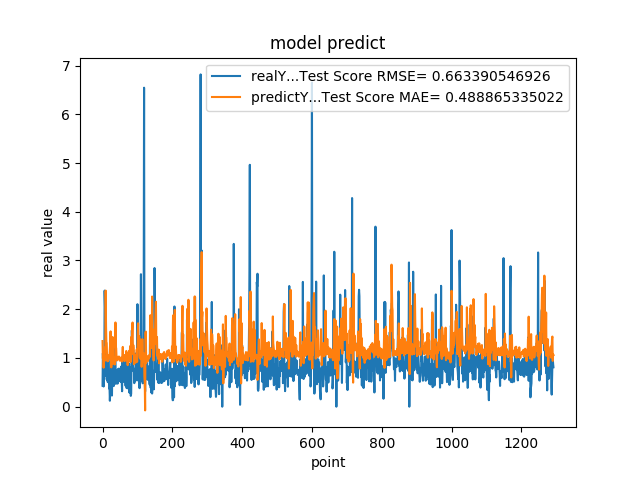 model predict
realY...Test Score RMSE= 0.663390546926
predictY...Test Score MAE= 0.488865335022
7
6
5
4
3
2
1
0
real value
0 200 400 600 800 1000 1200
point